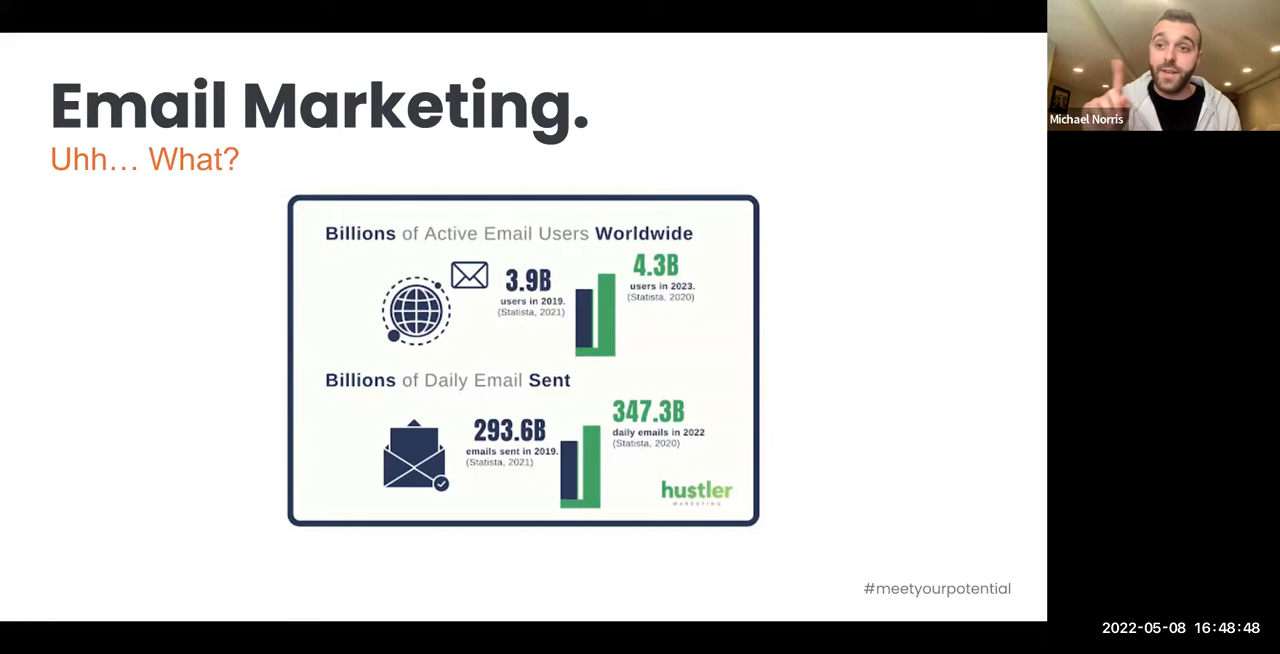 Email Marketing.
Uhh... What?
Billions of Active Email Users Worldwide
3.9B
users in 2019.
(Statista, 2021)
4.3B
users in 2023.
(Statista, 2020)
Billions of Daily Email Sent
293.6B
emails sent in 2019.
(Statista, 2021)
347.3B
daily emails in 2022
(Statista, 2020)
hustler
MARKETING
#meetyourpotential
Michael Norris
2022-05-08 16:48:48